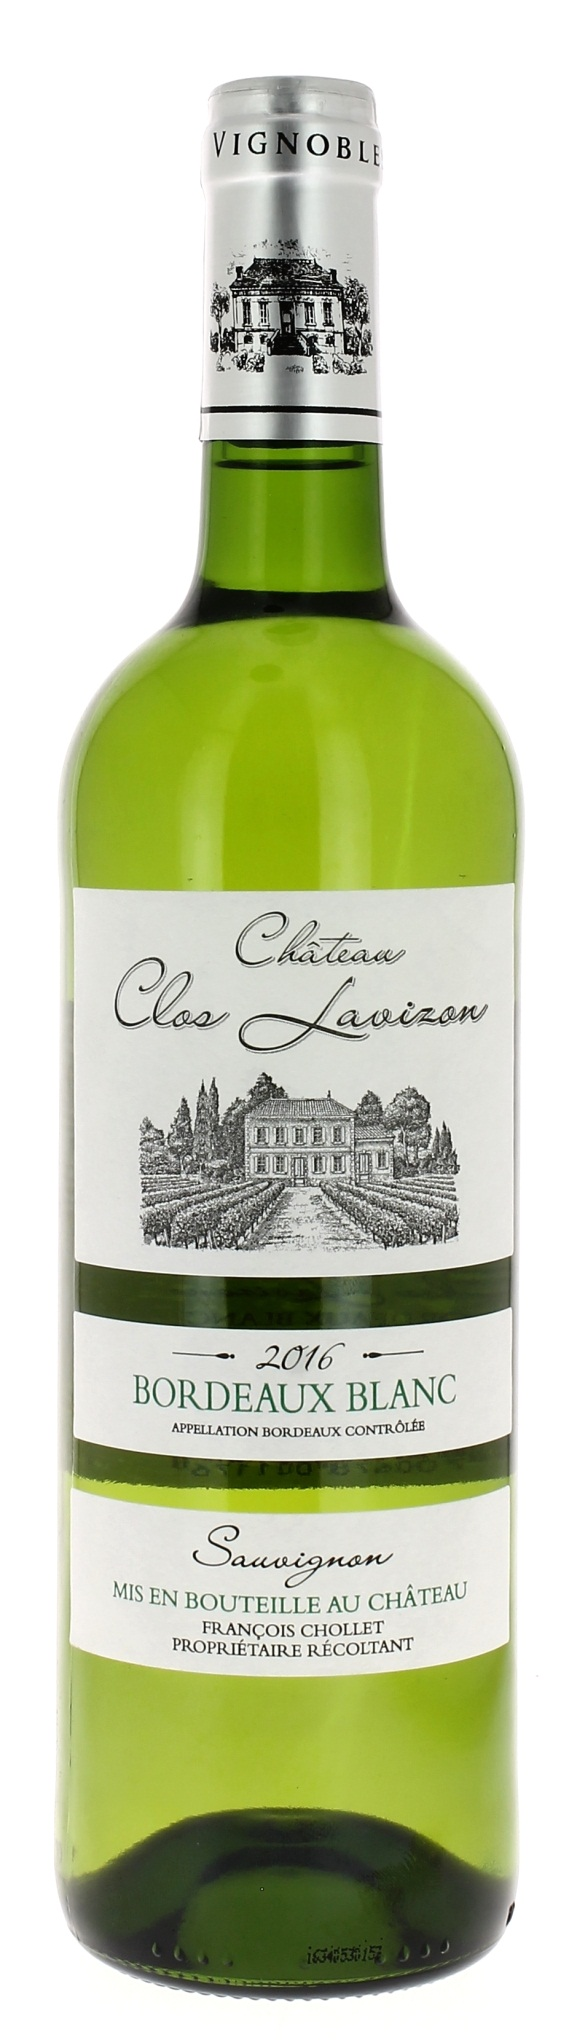 VIGNOBLE
Château
Clos Lavizon
2016
BORDEAUX BLANC
APPELLATION BORDEAUX CONTRÔLÉE
Sauvignon
MIS EN BOUTEILLE AU CHÂTEAU
FRANÇOIS CHOLLET
PROPRIÉTAIRE RÉCOLTANT